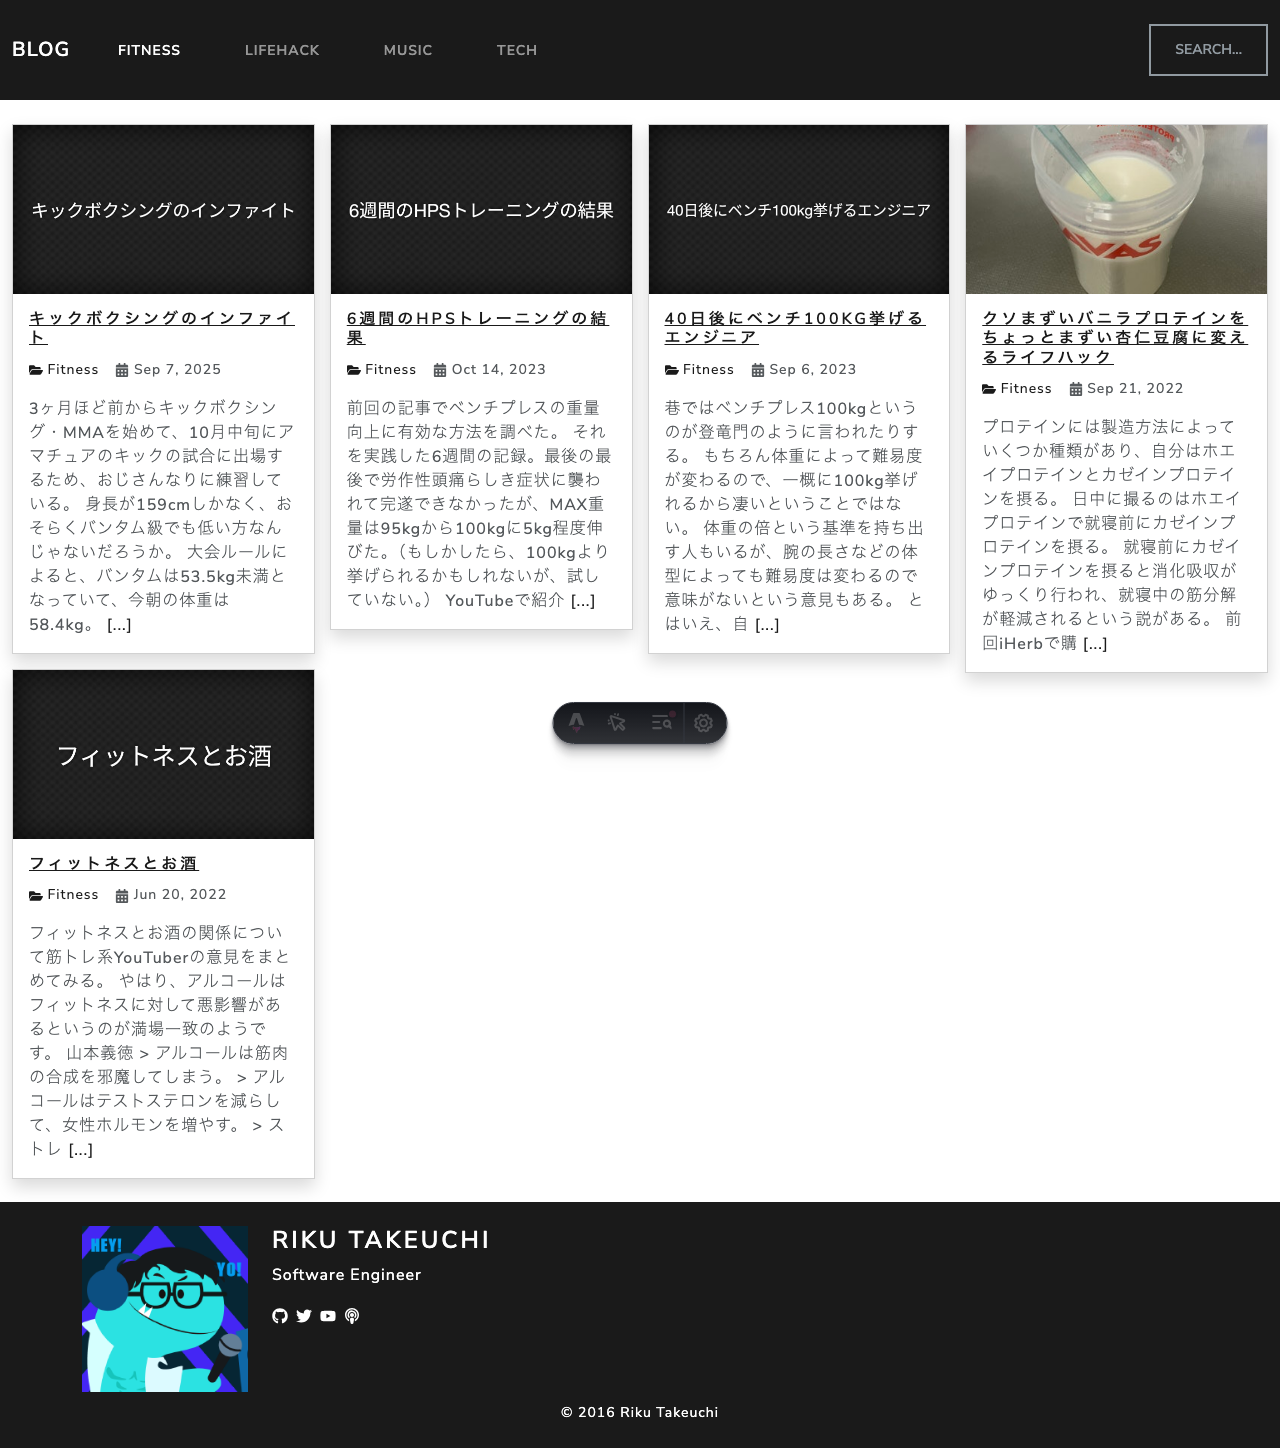 BLOG FITNESS LIFEHACK MUSIC TECH SEARCH...
キックボクシングのインファイト
キックボクシングのインファイ
ト
Fitness Sep 7, 2025
3ヶ月ほど前からキックボクシン
グ・MMAを始めて、10月中旬にア
マチュアのキックの試合に出場す
るため、おじさんなりに練習して
いる。 身長が159cmしかなく、お
そらくバンタム級でも低い方なん
じゃないだろうか。 大会ルールに
よると、バンタムは53.5kg未満と
なっていて、今朝の体重は
58.4kg。 [...]
6週間のHPSトレーニングの結果
6週間のHPSトレーニングの結
果
Fitness Oct 14, 2023
前回の記事でベンチプレスの重量
向上に有効な方法を調べた。 それ
を実践した6週間の記録。最後の最
後で労作性頭痛らしき症状に襲わ
れて完遂できなかったが、MAX重
量は95kgから100kgに5kg程度伸
びた。（もしかしたら、100kgより
挙げられるかもしれないが、試し
ていない。） YouTubeで紹介 [...]
40日後にベンチ100kg挙げるエンジニア
40日後にベンチ100KG挙げる
エンジニア
Fitness Sep 6, 2023
巷ではベンチプレス100kgという
のが登竜門のように言われたりす
る。 もちろん体重によって難易度
が変わるので、一概に100kg挙げ
れるから凄いということではな
い。 体重の倍という基準を持ち出
す人もいるが、腕の長さなどの体
型によっても難易度は変わるので
意味がないという意見もある。 と
はいえ、自 [...]
クソまずいバニラプロテインを
ちょっとまずい杏仁豆腐に変え
るライフハック
Fitness Sep 21, 2022
プロテインには製造方法によって
いくつか種類があり、自分はホエ
イプロテインとカゼインプロテイ
ンを摂る。 日中に撮るのはホエイ
プロテインで就寝前にカゼインプ
ロテインを摂る。 就寝前にカゼイ
ンプロテインを摂ると消化吸収が
ゆっくり行われ、就寝中の筋分解
が軽減されるという説がある。 前
回iHerbで購 [...]
フィットネスとお酒
フィットネスとお酒
Fitness Jun 20, 2022
フィットネスとお酒の関係につい
て筋トレ系YouTuberの意見をまと
めてみる。 やはり、アルコールは
フィットネスに対して悪影響があ
るというのが満場一致のようで
す。 山本義徳 > アルコールは筋肉
の合成を邪魔してしまう。 > アル
コールはテストステロンを減らし
て、女性ホルモンを増やす。 > ス
トレ [...]
HEY!
YO!
RIKU TAKEUCHI
Software Engineer
© 2016 Riku Takeuchi